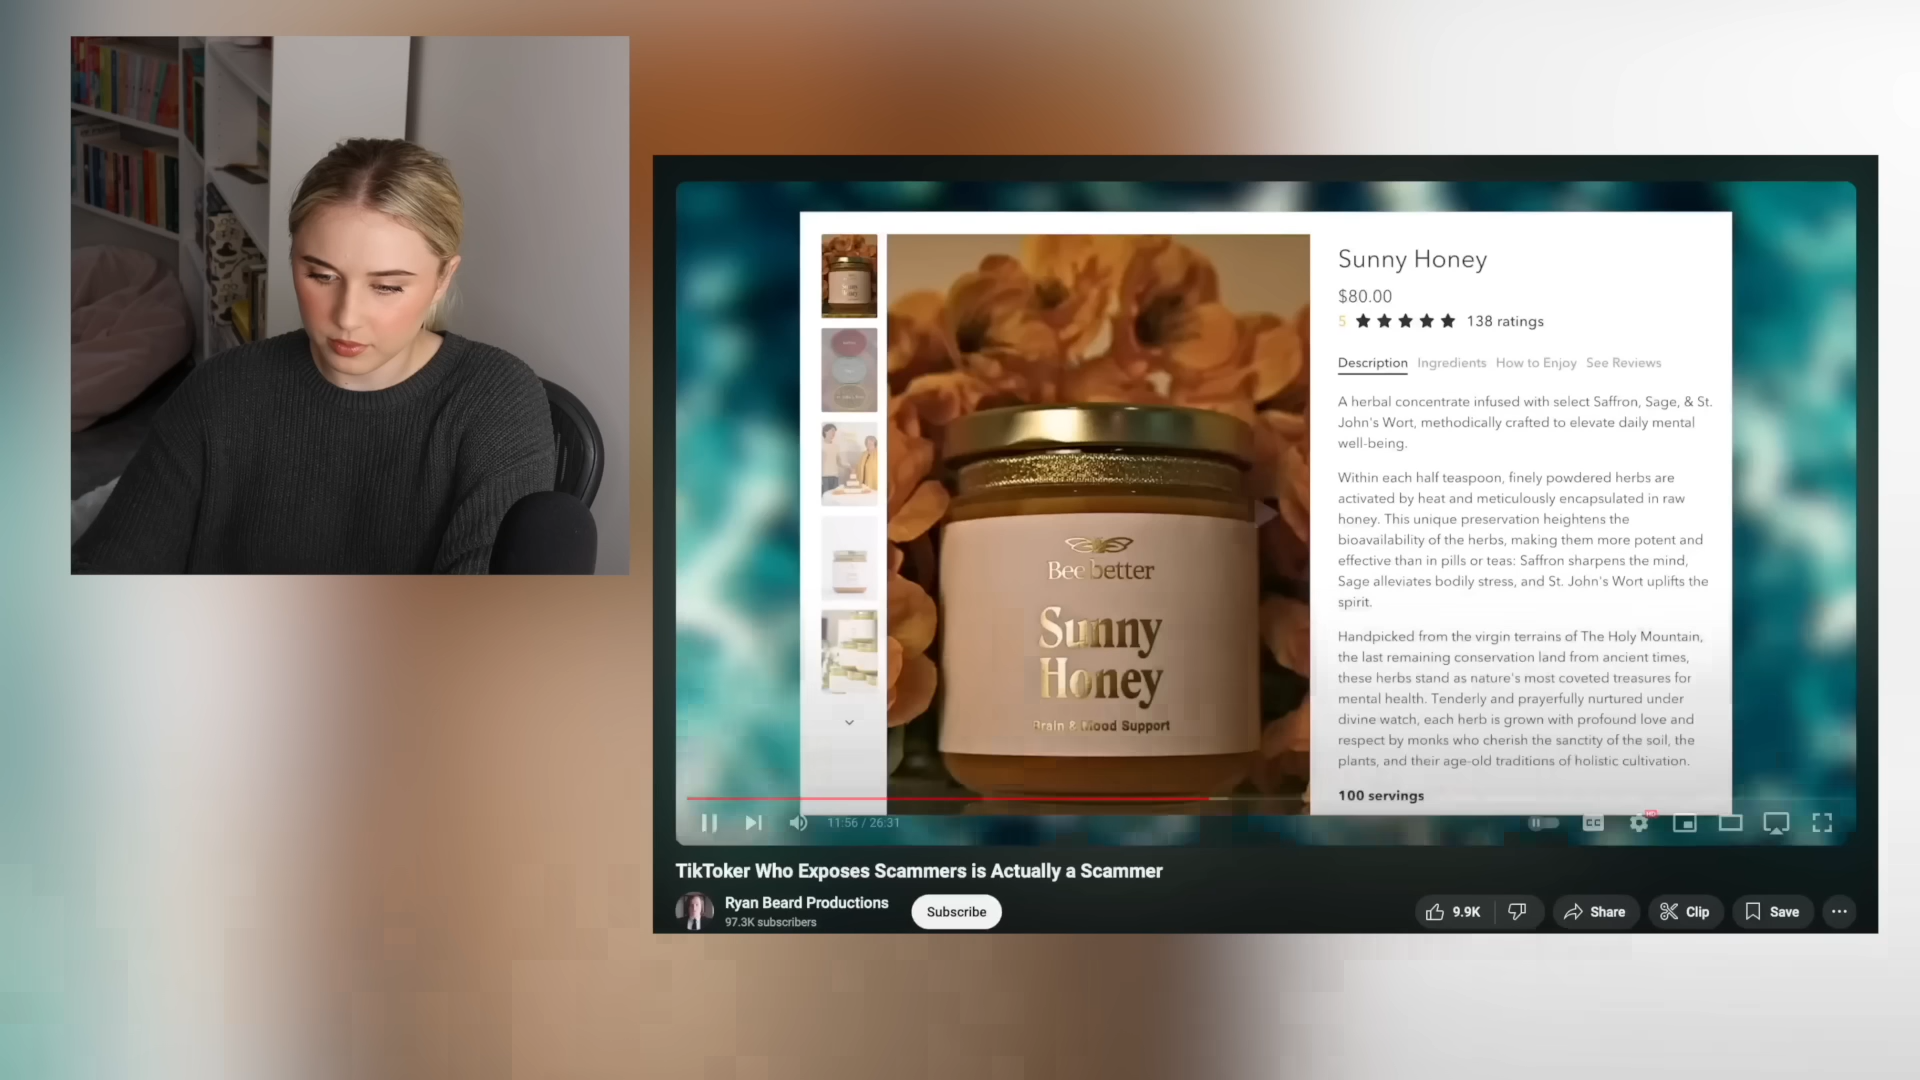 Sunny Honey
$80.00
5 ★★★★★ 138 ratings
Description Ingredients How to Enjoy See Reviews
A herbal concentrate infused with select Saffron, Sage, & St.
John's Wort, methodically crafted to elevate daily mental
well-being.
Within each half teaspoon, finely powdered herbs are
activated by heat and meticulously encapsulated in raw
honey. This unique preservation heightens the
bioavailability of the herbs, making them more potent and
effective than in pills or teas: Saffron sharpens the mind,
Sage alleviates bodily stress, and St. John's Wort uplifts the
spirit.
Handpicked from the virgin terrains of The Holy Mountain,
the last remaining conservation land from ancient times,
these herbs stand as nature's most coveted treasures for
mental health. Tenderly and prayerfully nurtured under
divine watch, each herb is grown with profound love and
respect by monks who cherish the sanctity of the soil, the
plants, and their age-old traditions of holistic cultivation.
100 servings
Bee better
Sunny
Honey
Brain & Mood Support
11:56 / 26:31
CC
HD
TikToker Who Exposes Scammers is Actually a Scammer
Ryan Beard Productions
97.3K subscribers
Subscribe
9.9K
Share
Clip
Save